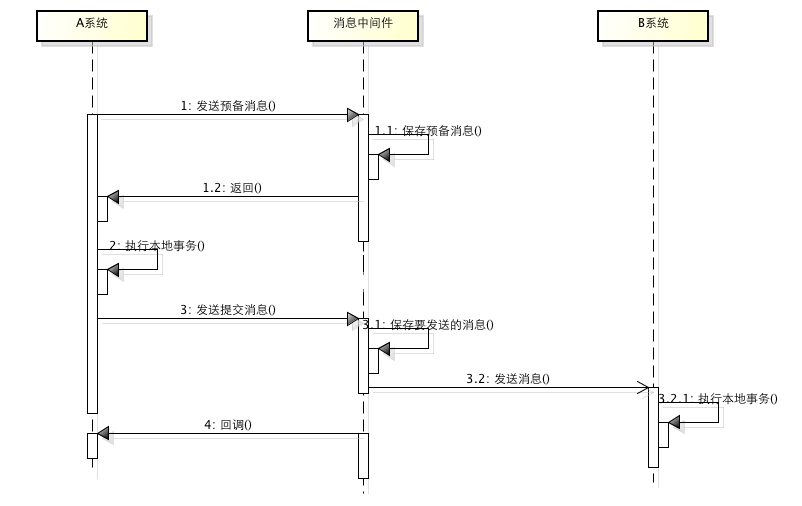 A系统
消息中间件
B系统
1: 发送预备消息()
1.1: 保存预备消息()
1.2: 返回()
2: 执行本地事务()
3: 发送提交消息()
3.1: 保存要发送的消息()
3.2: 发送消息()
3.2.1: 执行本地事务()
4: 回调()